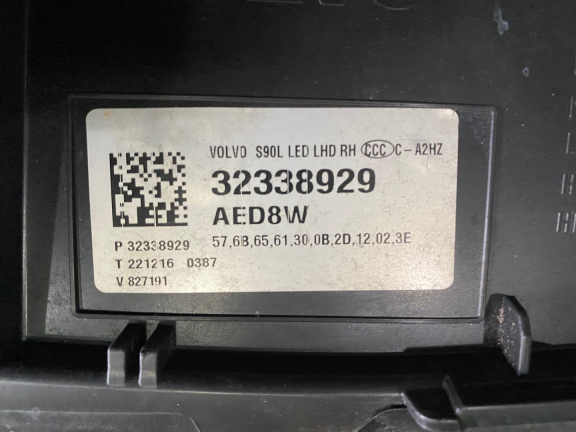 VOLVO S90L LED LHD RH CCC C-A2HZ
32338929
AED8W
P 32338929 57,6B,65,61,30,0B,2D,12,02,3E
T 221216 0387
V 827191